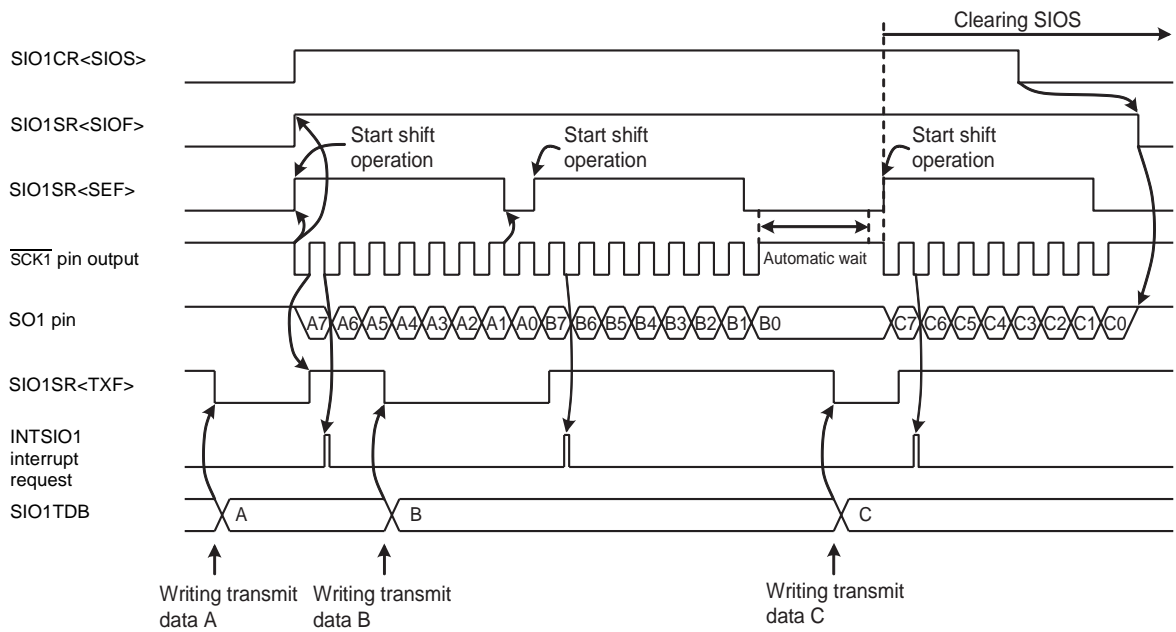 Clearing SIOS
SIO1CR<SIOS>
SIO1SR<SIOF>
Start shift
operation
Start shift
operation
Start shift
operation
SIO1SR<SEF>
SCK1 pin output
Automatic wait
SO1 pin
A7 A6 A5 A4 A3 A2 A1 A0 B7 B6 B5 B4 B3 B2 B1 B0 C7 C6 C5 C4 C3 C2 C1 C0
SIO1SR<TXF>
INTSIO1
interrupt
request
SIO1TDB
A B C
Writing transmit
data A
Writing transmit
data B
Writing transmit
data C